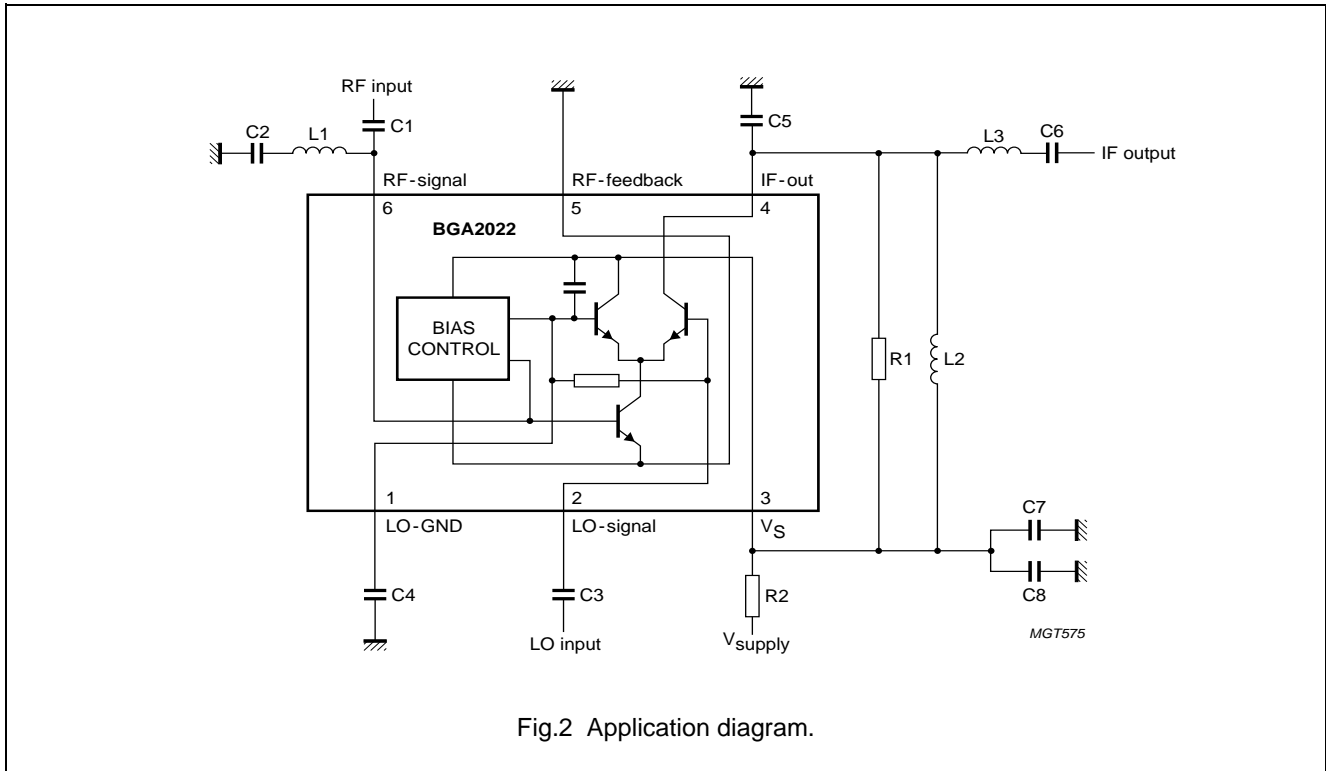 RF input
C1
C2
L1
C5
L3
C6
IF output
RF-signal
RF-feedback
IF-out
6
5
4
BGA2022
BIAS
CONTROL
R1
L2
1
2
3
LO-GND
LO-signal
VS
C7
C4
C3
R2
C8
LO input
Vsupply
MGT575
Fig.2 Application diagram.